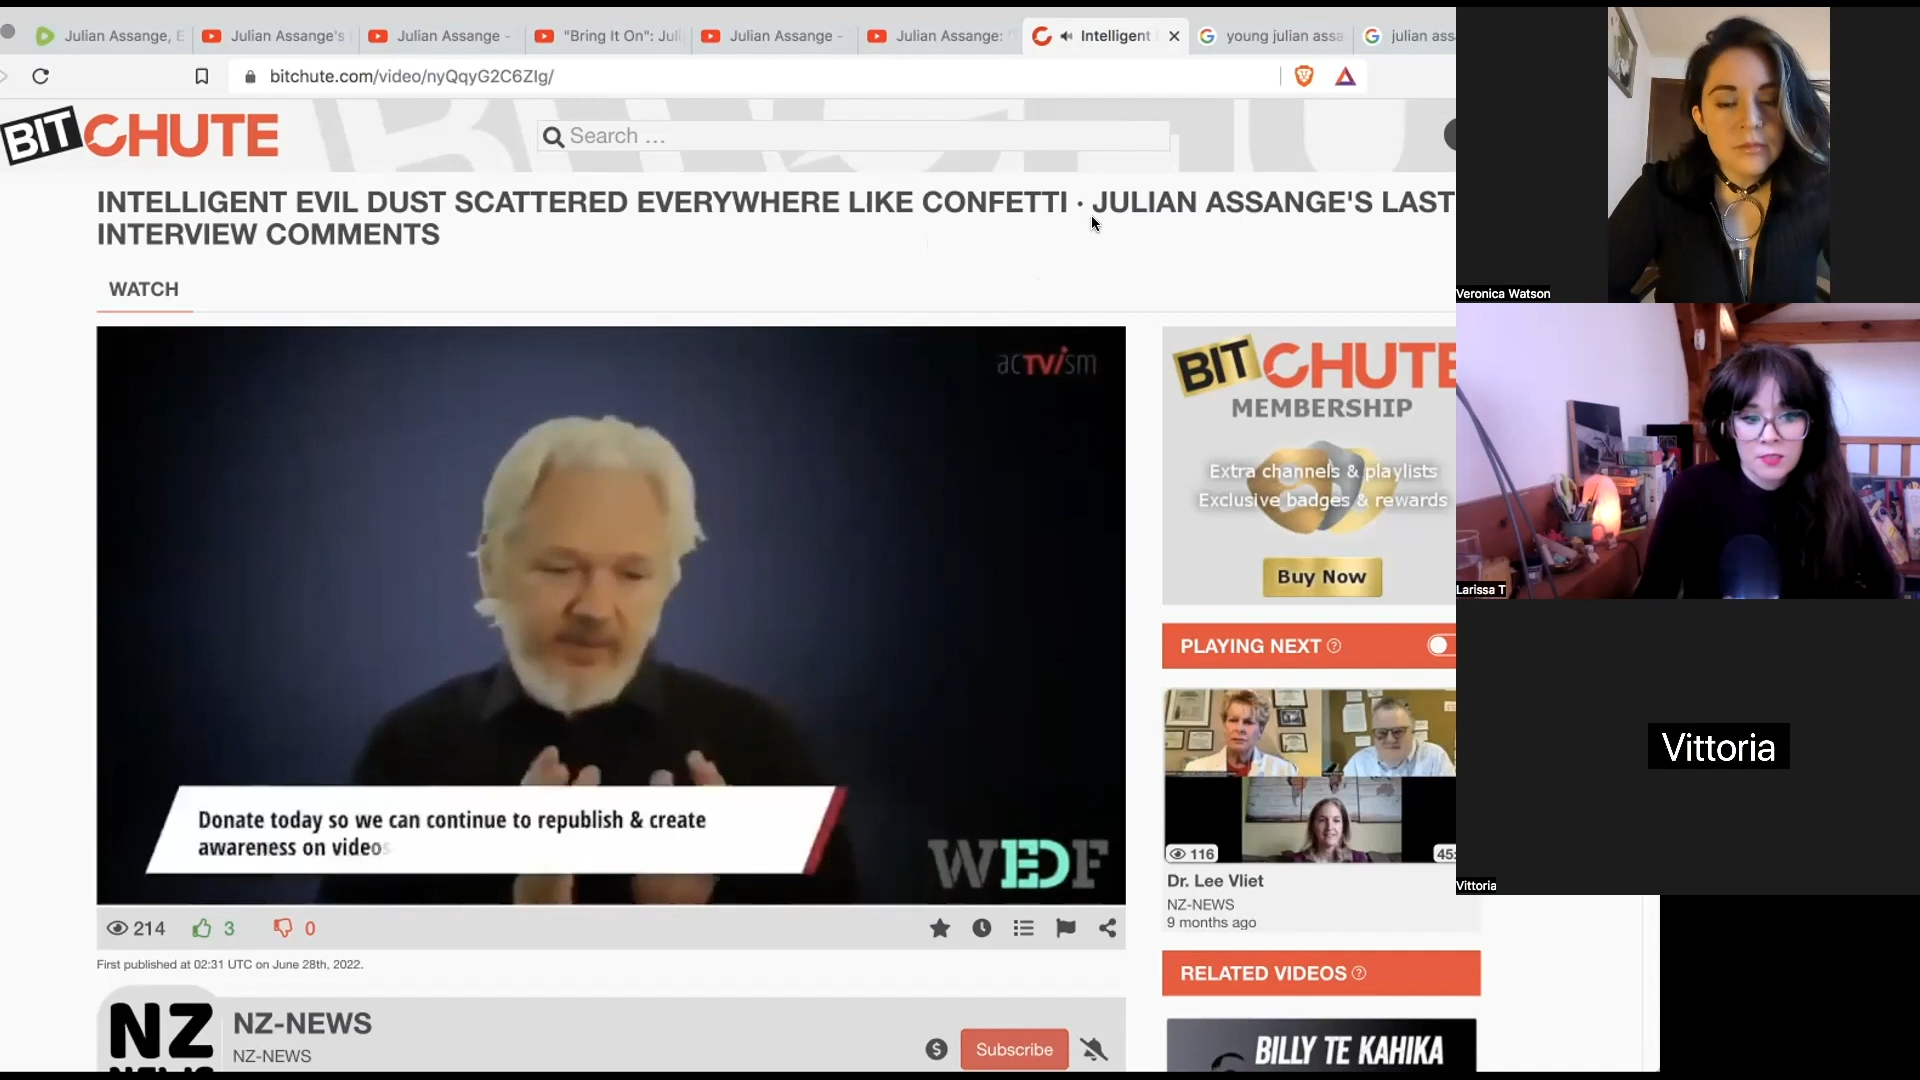 Julian Assange, E
Julian Assange's
Julian Assange -
"Bring It On": Juli
Julian Assange -
Julian Assange:
Intelligent
young julian assa
julian ass
bitchute.com/video/nyQqyG2C6ZIg/
BITCHUTE
Search ...
INTELLIGENT EVIL DUST SCATTERED EVERYWHERE LIKE CONFETTI · JULIAN ASSANGE'S LAST
INTERVIEW COMMENTS
WATCH
acTVism
Donate today so we can continue to republish & create
awareness on videos
WEDF
214
3
0
First published at 02:31 UTC on June 28th, 2022.
NZ
NZ-NEWS
NZ-NEWS
Subscribe
BITCHUTE
MEMBERSHIP
Extra channels & playlists
Exclusive badges & rewards
Buy Now
PLAYING NEXT
116
45:
Dr. Lee Vliet
NZ-NEWS
9 months ago
RELATED VIDEOS
BILLY TE KAHIKA
Veronica Watson
Larissa T
Vittoria
Vittoria